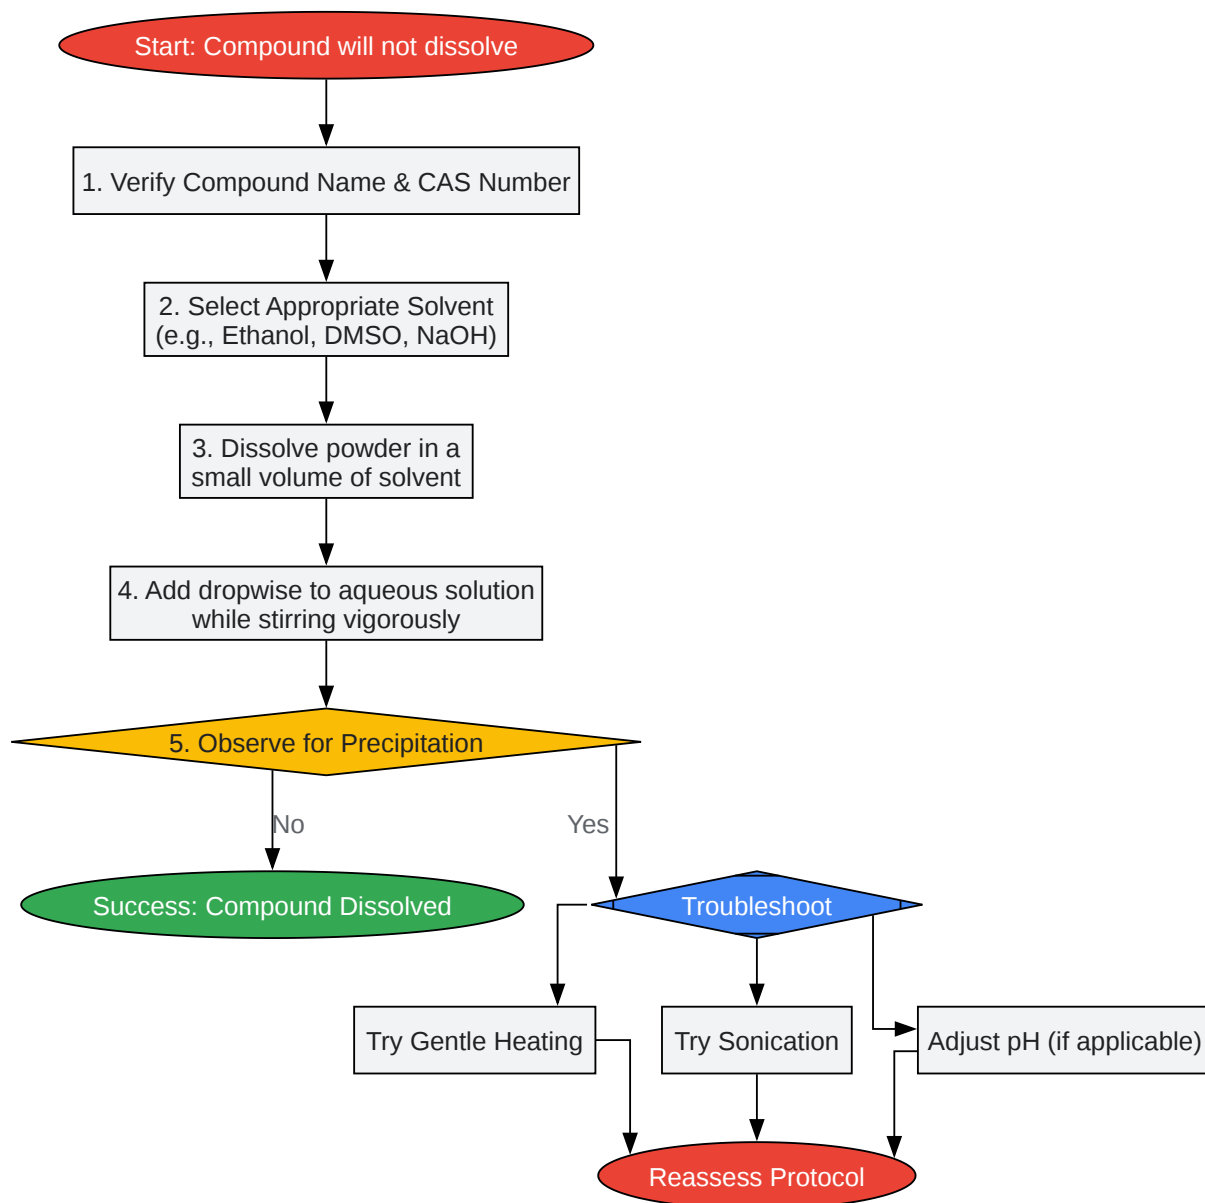 Start: Compound will not dissolve
1. Verify Compound Name & CAS Number
2. Select Appropriate Solvent
(e.g., Ethanol, DMSO, NaOH)
3. Dissolve powder in a
small volume of solvent
4. Add dropwise to aqueous solution
while stirring vigorously
5. Observe for Precipitation
No
Yes
Success: Compound Dissolved
Troubleshoot
Try Gentle Heating
Try Sonication
Adjust pH (if applicable)
Reassess Protocol